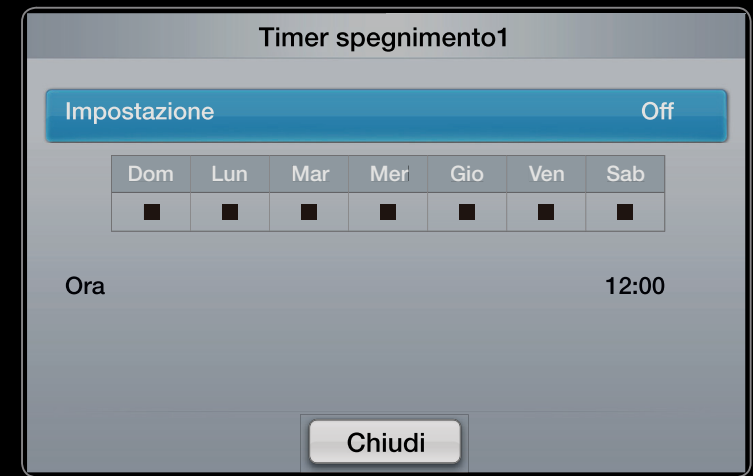 Timer spegnimento1
Impostazione Off
Dom Lun Mar Mer Gio Ven Sab
Ora 12:00
Chiudi